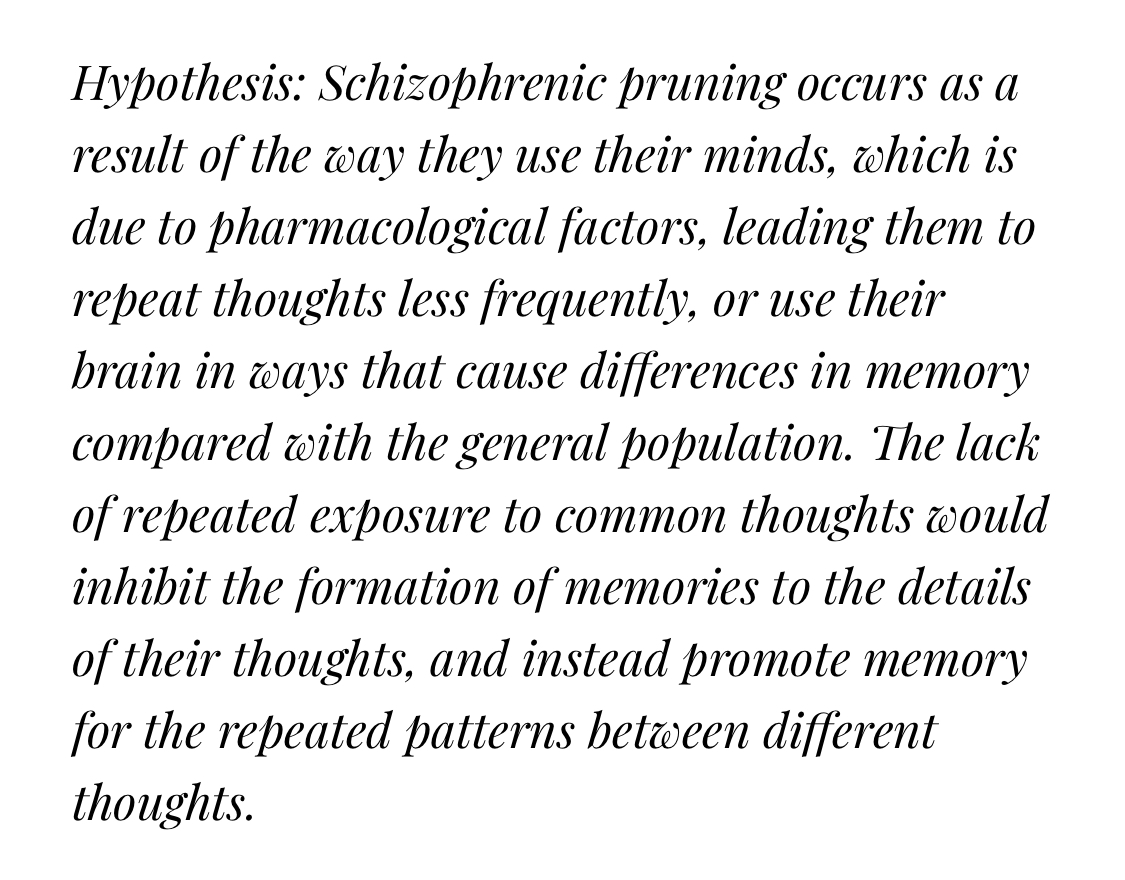 Hypothesis: Schizophrenic pruning occurs as a
result of the way they use their minds, which is
due to pharmacological factors, leading them to
repeat thoughts less frequently, or use their
brain in ways that cause differences in memory
compared with the general population. The lack
of repeated exposure to common thoughts would
inhibit the formation of memories to the details
of their thoughts, and instead promote memory
for the repeated patterns between different
thoughts.